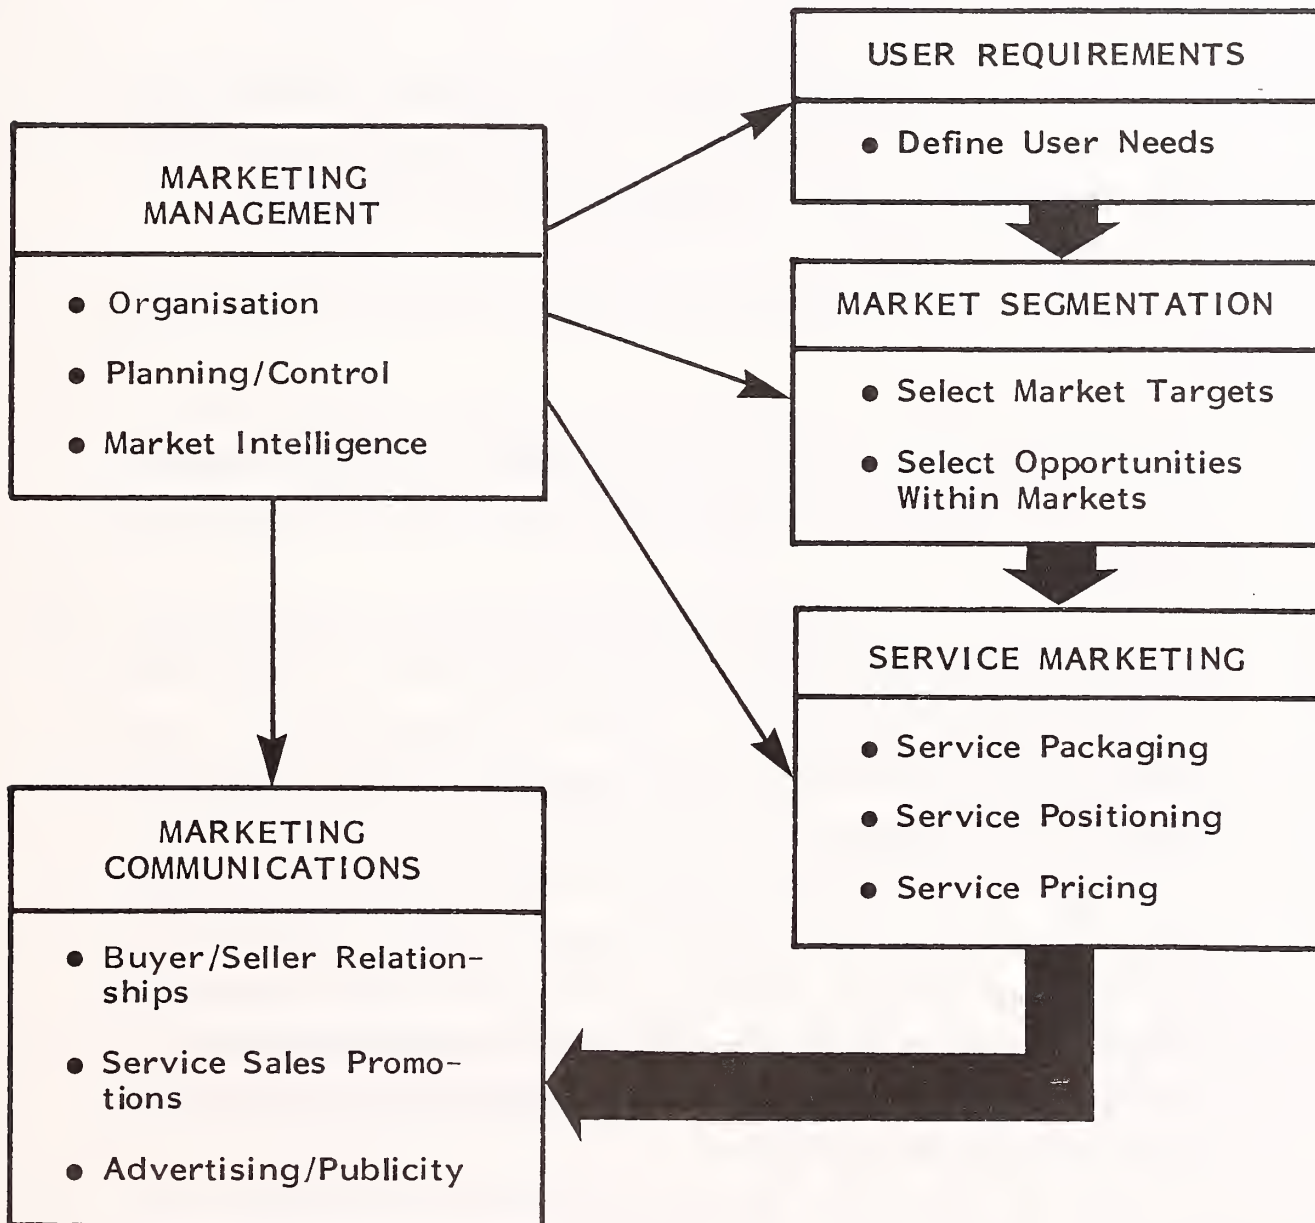 MARKETING
MANAGEMENT
● Organisation
● Planning/Control
● Market Intelligence
USER REQUIREMENTS
● Define User Needs
MARKET SEGMENTATION
● Select Market Targets
● Select Opportunities
Within Markets
SERVICE MARKETING
● Service Packaging
● Service Positioning
● Service Pricing
MARKETING
COMMUNICATIONS
● Buyer/Seller Relation-
ships
● Service Sales Promo-
tions
● Advertising/Publicity